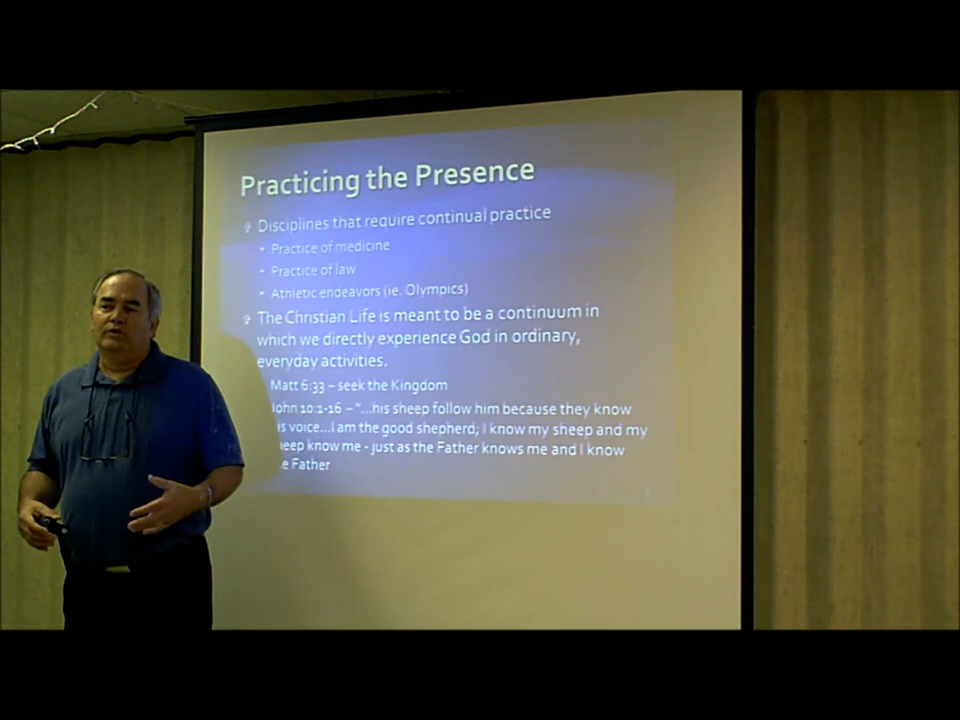 Practicing the Presence
Disciplines that require continual practice
Practice of medicine
Practice of law
Athletic endeavors (ie. Olympics)
The Christian Life is meant to be a continuum in
which we directly experience God in ordinary,
everyday activities.
Matt 6:33 – seek the Kingdom
John 10:1-16 – "...his sheep follow him because they know
voice...I am the good shepherd; I know my sheep and my
know me - just as the Father knows me and I know
Father